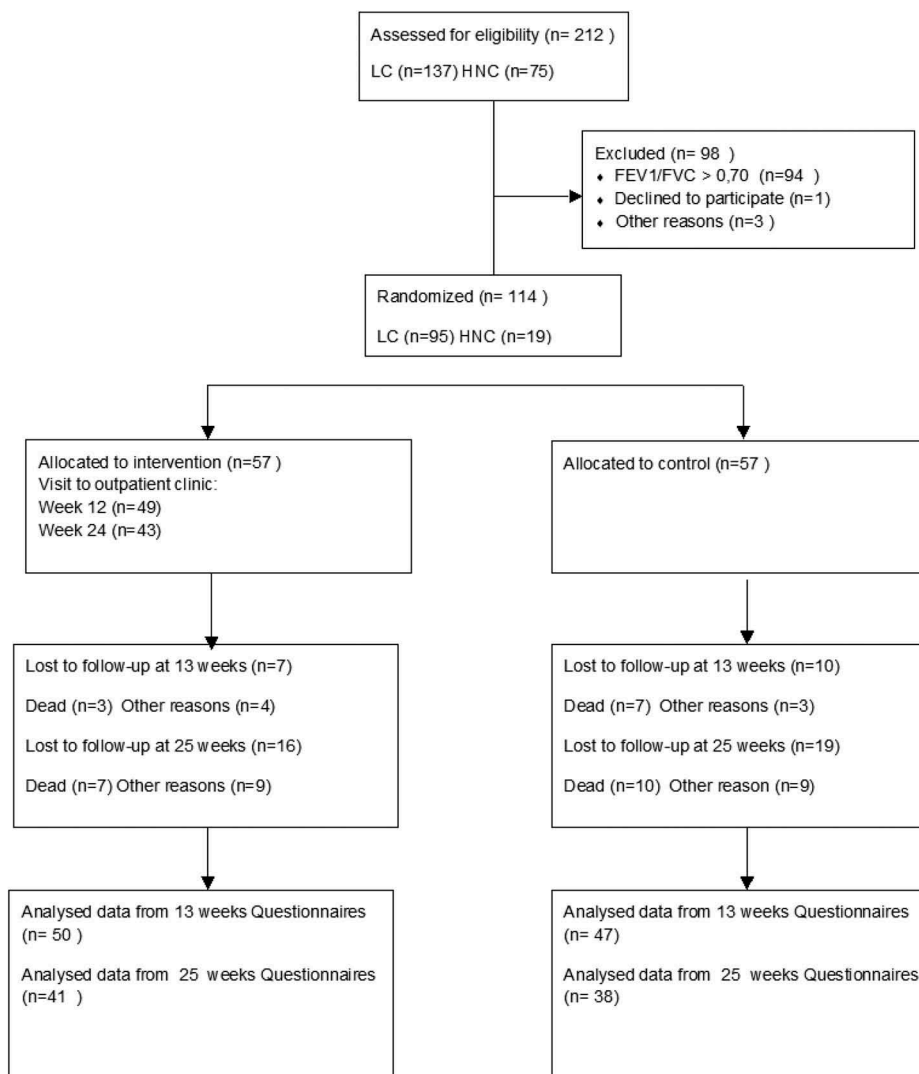 Assessed for eligibility (n= 212 )
LC (n=137) HNC (n=75)
Excluded (n= 98 )
⬧ FEV1/FVC > 0,70 (n=94 )
⬧ Declined to participate (n=1)
⬧ Other reasons (n=3 )
Randomized (n= 114 )
LC (n=95) HNC (n=19)
Allocated to intervention (n=57 )
Visit to outpatient clinic:
Week 12 (n=49)
Week 24 (n=43)
Allocated to control (n=57 )
Lost to follow-up at 13 weeks (n=7)
Dead (n=3) Other reasons (n=4)
Lost to follow-up at 25 weeks (n=16)
Dead (n=7) Other reasons (n=9)
Lost to follow-up at 13 weeks (n=10)
Dead (n=7) Other reasons (n=3)
Lost to follow-up at 25 weeks (n=19)
Dead (n=10) Other reason (n=9)
Analysed data from 13 weeks Questionnaires
(n= 50 )
Analysed data from 25 weeks Questionnaires
(n=41 )
Analysed data from 13 weeks Questionnaires
(n= 47)
Analysed data from 25 weeks Questionnaires
(n= 38)